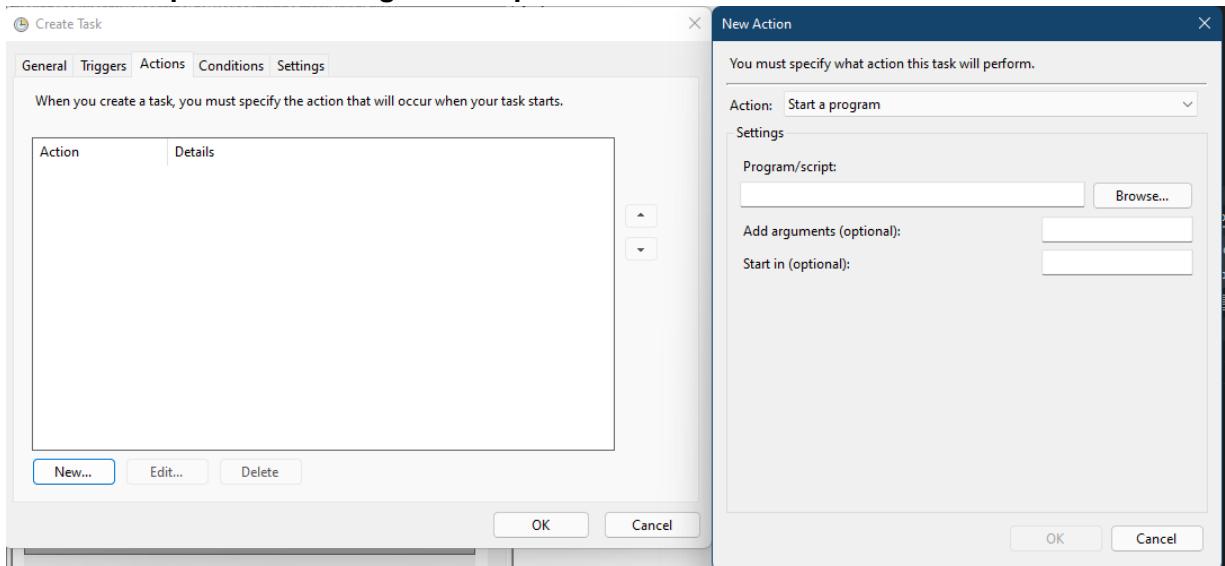 Create Task
General Triggers Actions Conditions Settings
When you create a task, you must specify the action that will occur when your task starts.
Action Details
New... Edit... Delete
OK Cancel
New Action
You must specify what action this task will perform.
Action: Start a program
Settings
Program/script:
Browse...
Add arguments (optional):
Start in (optional):
OK Cancel